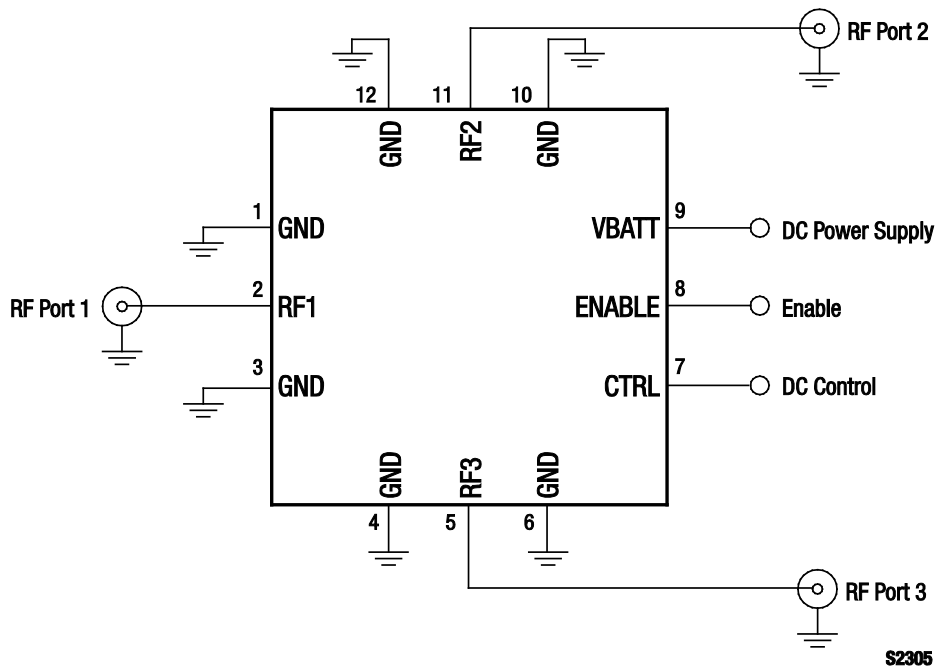 RF Port 2
12
11
10
GND
RF2
GND
1
GND
VBATT
9
DC Power Supply
RF Port 1
2
RF1
ENABLE
8
Enable
3
GND
CTRL
7
DC Control
GND
RF3
GND
4
5
6
RF Port 3
S2305